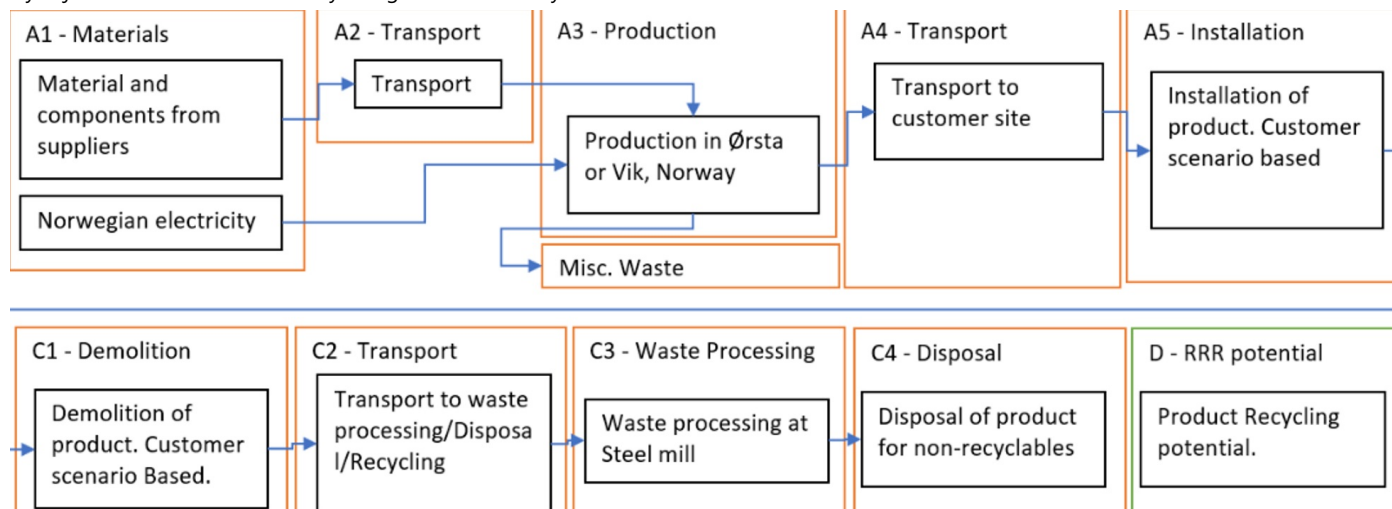 A1 - Materials
Material and
components from
suppliers
Norwegian electricity
A2 - Transport
Transport
A3 - Production
Production in Ørsta
or Vik, Norway
Misc. Waste
A4 - Transport
Transport to
customer site
A5 - Installation
Installation of
product. Customer
scenario based
C1 - Demolition
Demolition of
product. Customer
scenario Based.
C2 - Transport
Transport to waste
processing/Disposa
l/Recycling
C3 - Waste Processing
Waste processing at
Steel mill
C4 - Disposal
Disposal of product
for non-recyclables
D - RRR potential
Product Recycling
potential.